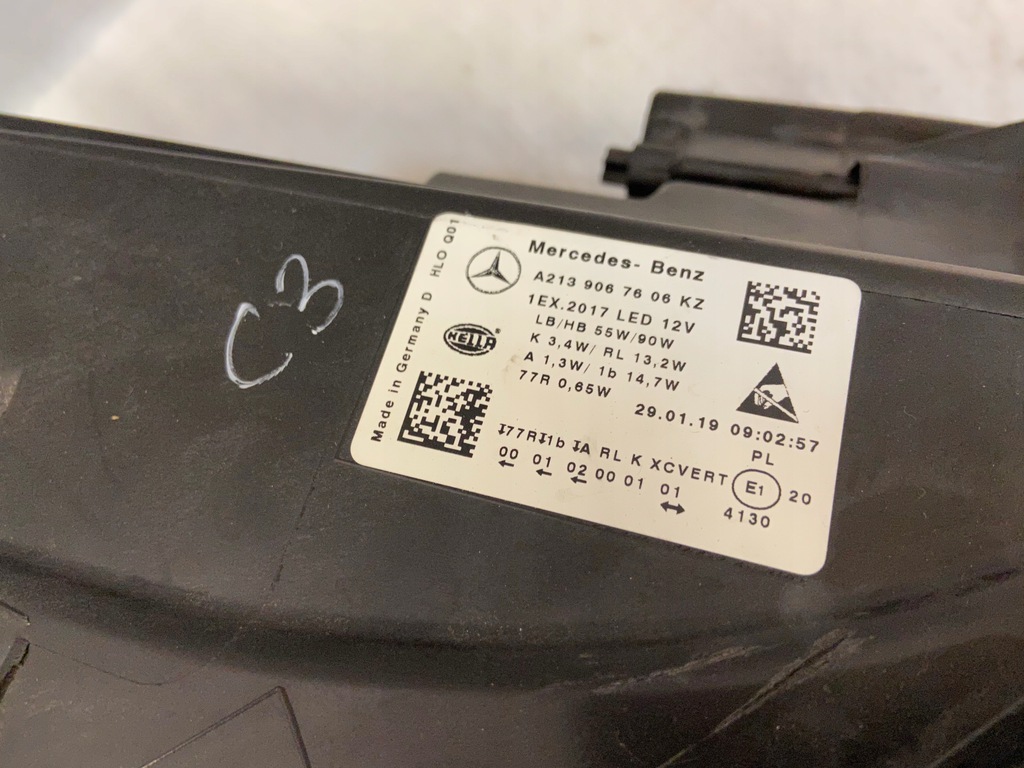 C3
Made in Germany D HLO Q01
Mercedes- Benz
A213 906 76 06 KZ
1EX.2017 LED 12V
LB/HB 55W/90W
K 3,4W/ RL 13,2W
A 1,3W/ 1b 14,7W
77R 0,65W
HELLA ®
29.01.19 09:02:57
PL
I77RI1b IA RL K XCVERT E1 20
00 01 02 00 01 01
4130